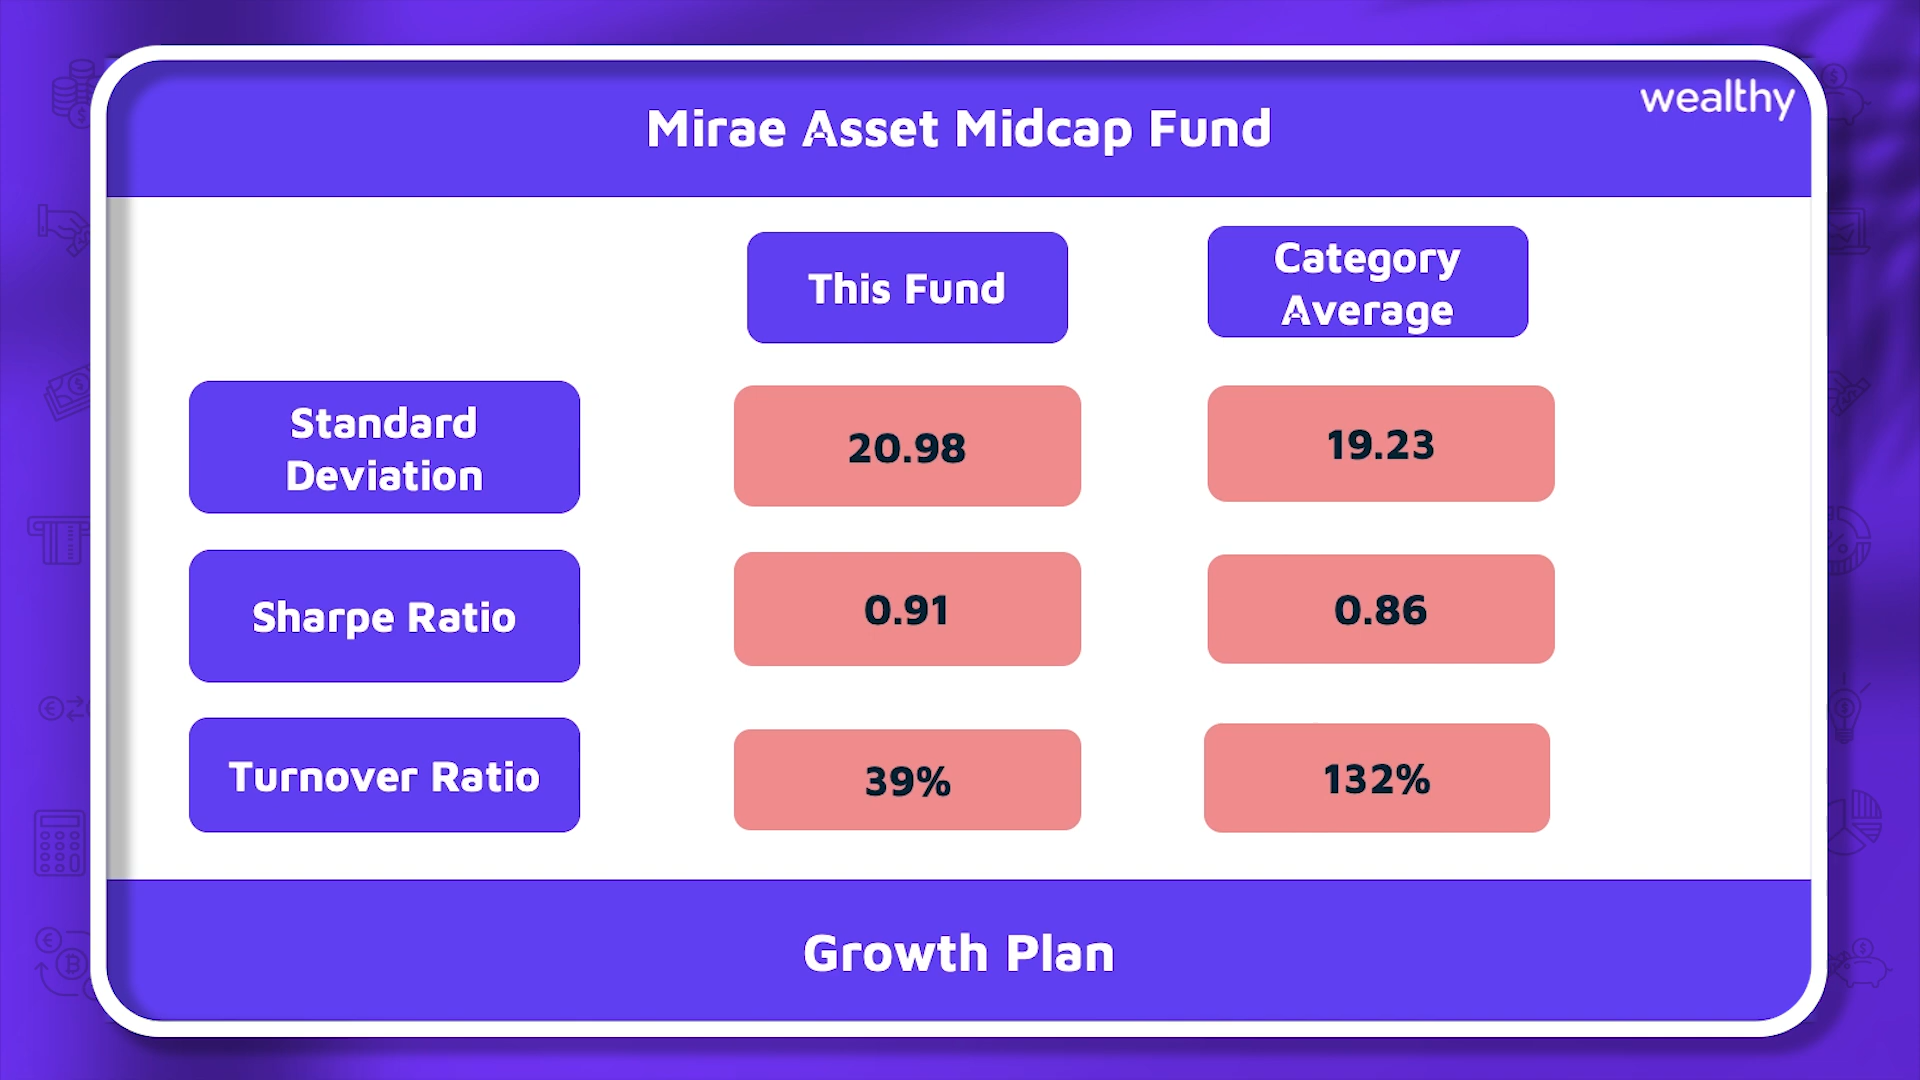 wealthy
Mirae Asset Midcap Fund
This Fund
Category
Average
Standard
Deviation
20.98
19.23
Sharpe Ratio
0.91
0.86
Turnover Ratio
39%
132%
Growth Plan